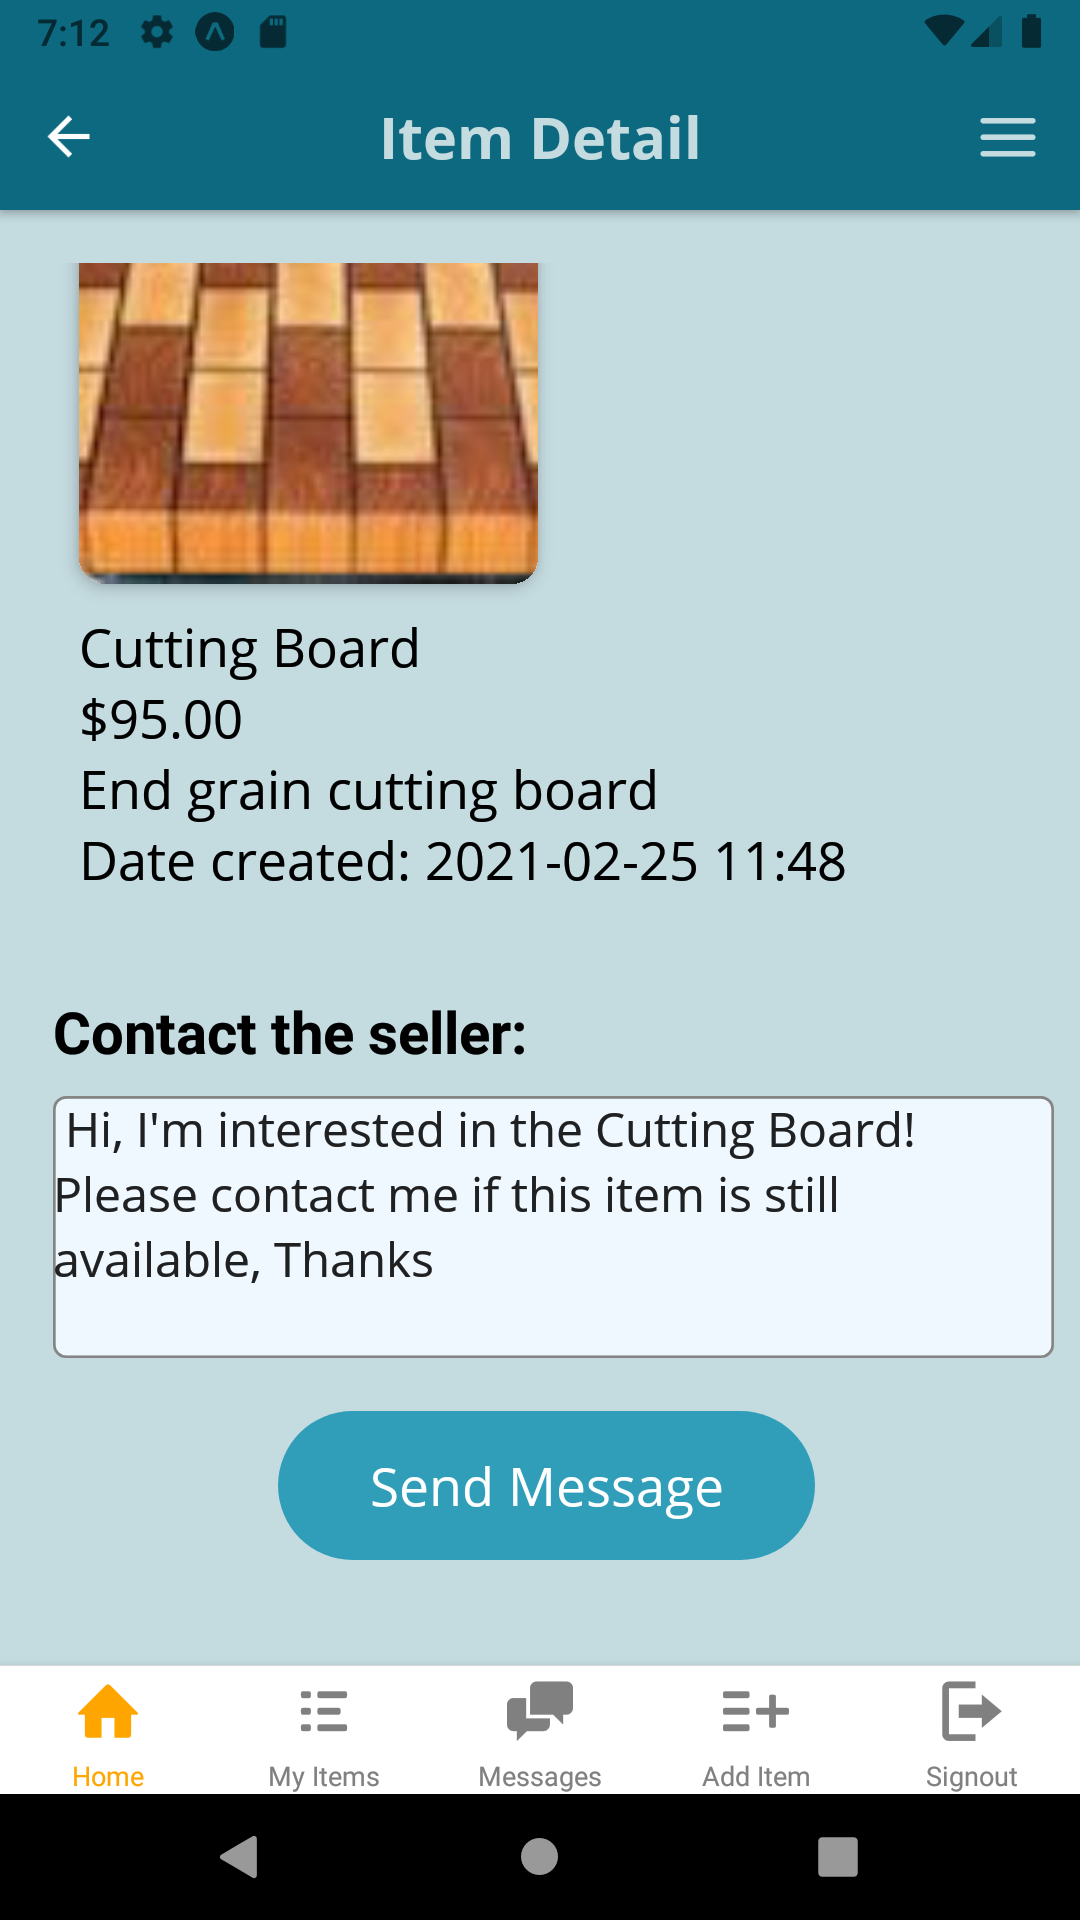 7:12
Item Detail
Cutting Board
$95.00
End grain cutting board
Date created: 2021-02-25 11:48
Contact the seller:
Hi, I'm interested in the Cutting Board!
Please contact me if this item is still
available, Thanks
Send Message
Home
My Items
Messages
Add Item
Signout